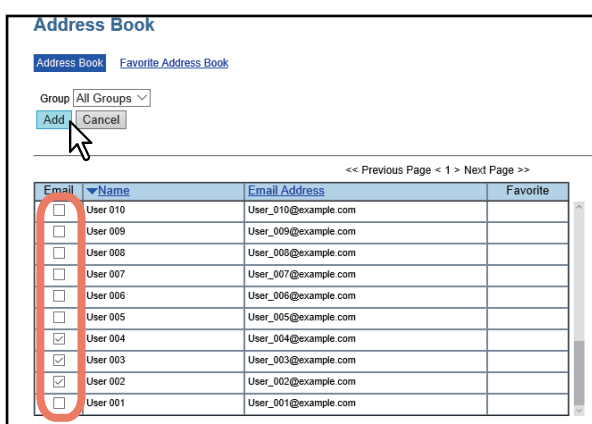 Address Book
Address Book Favorite Address Book
Group All Groups
Add Cancel
<< Previous Page < 1 > Next Page >>
Email Name Email Address Favorite
User 010 User_010@example.com
User 009 User_009@example.com
User 008 User_008@example.com
User 007 User_007@example.com
User 006 User_006@example.com
User 005 User_005@example.com
User 004 User_004@example.com
User 003 User_003@example.com
User 002 User_002@example.com
User 001 User_001@example.com